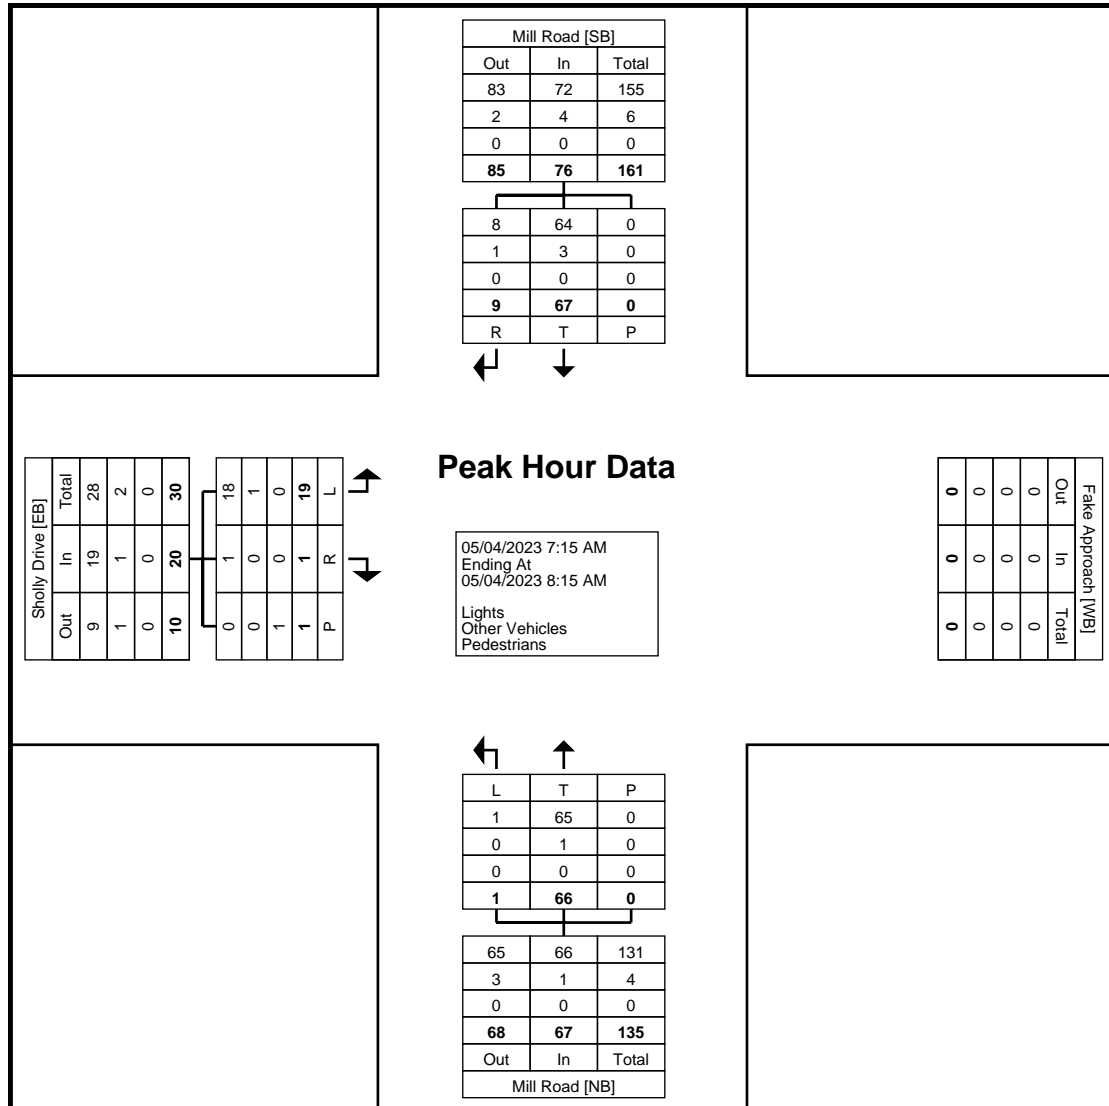 Mill Road [SB]
Out In Total
83 72 155
2 4 6
0 0 0
85 76 161
8 64 0
1 3 0
0 0 0
9 67 0
R T P
Peak Hour Data
Sholly Drive [EB]
Out In Total
9 19 28
1 1 2
0 0 0
10 20 30
0 1 18
0 0 1
1 0 0
1 1 19
P R L
05/04/2023 7:15 AM
Ending At
05/04/2023 8:15 AM
Lights
Other Vehicles
Pedestrians
Fake Approach [WB]
Out In Total
0 0 0
0 0 0
0 0 0
0 0 0
L T P
1 65 0
0 1 0
0 0 0
1 66 0
65 66 131
3 1 4
0 0 0
68 67 135
Out In Total
Mill Road [NB]